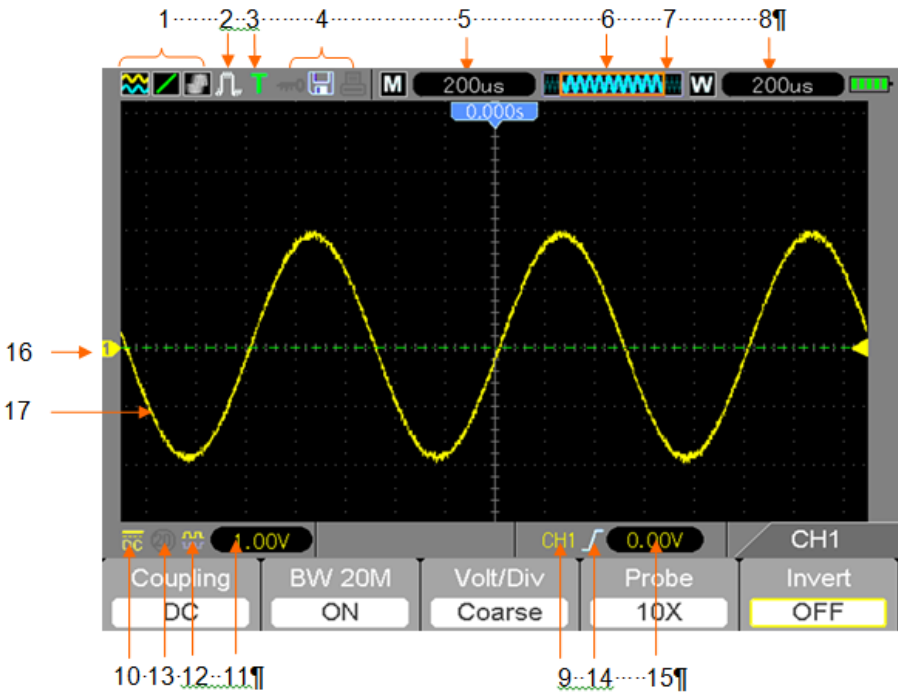 1········2··3········4············5············6·····7········8¶
T M 200us W 200us
0.000s
1
16
17
DC 20 1.00V CH1 0.00V CH1
Coupling BW 20M Volt/Div Probe Invert
DC ON Coarse 10X OFF
10·13·12··11¶ 9··14·····15¶